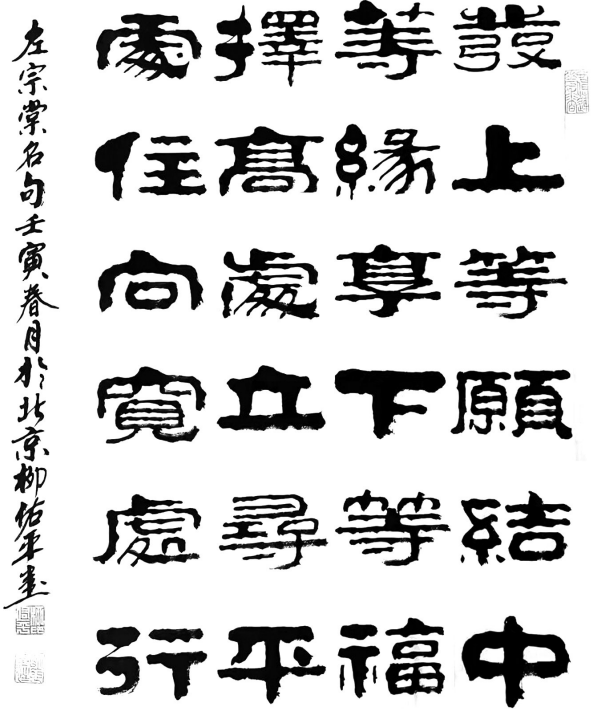 發上等願結中
等緣享下等福
擇高處立尋平
處住向寬處行
左宗棠名句壬寅春月於北京柳佑平書